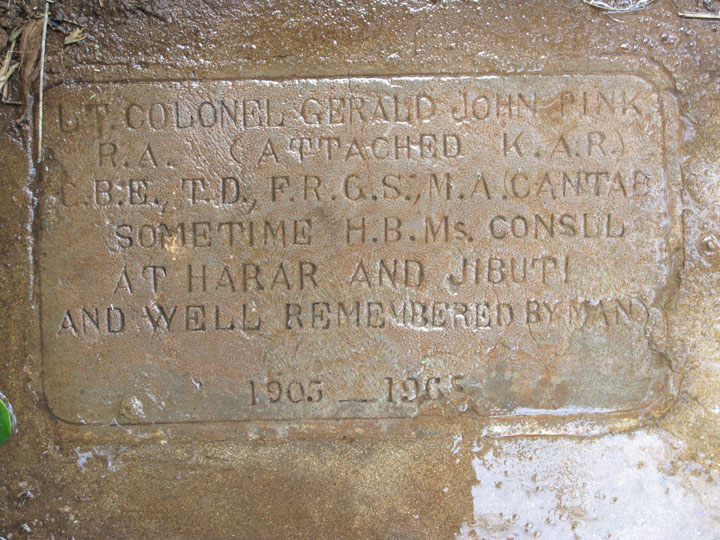 LT. COLONEL GERALD JOHN PINK
R.A. (ATTACHED K.A.R.)
C.B.E., T.D., F.R.G.S., M.A.(CANTAB
SOMETIME H.B.Ms. CONSUL
AT HARAR AND JIBUTI
AND WELL REMEMBERED BY MANY
1903 — 1965